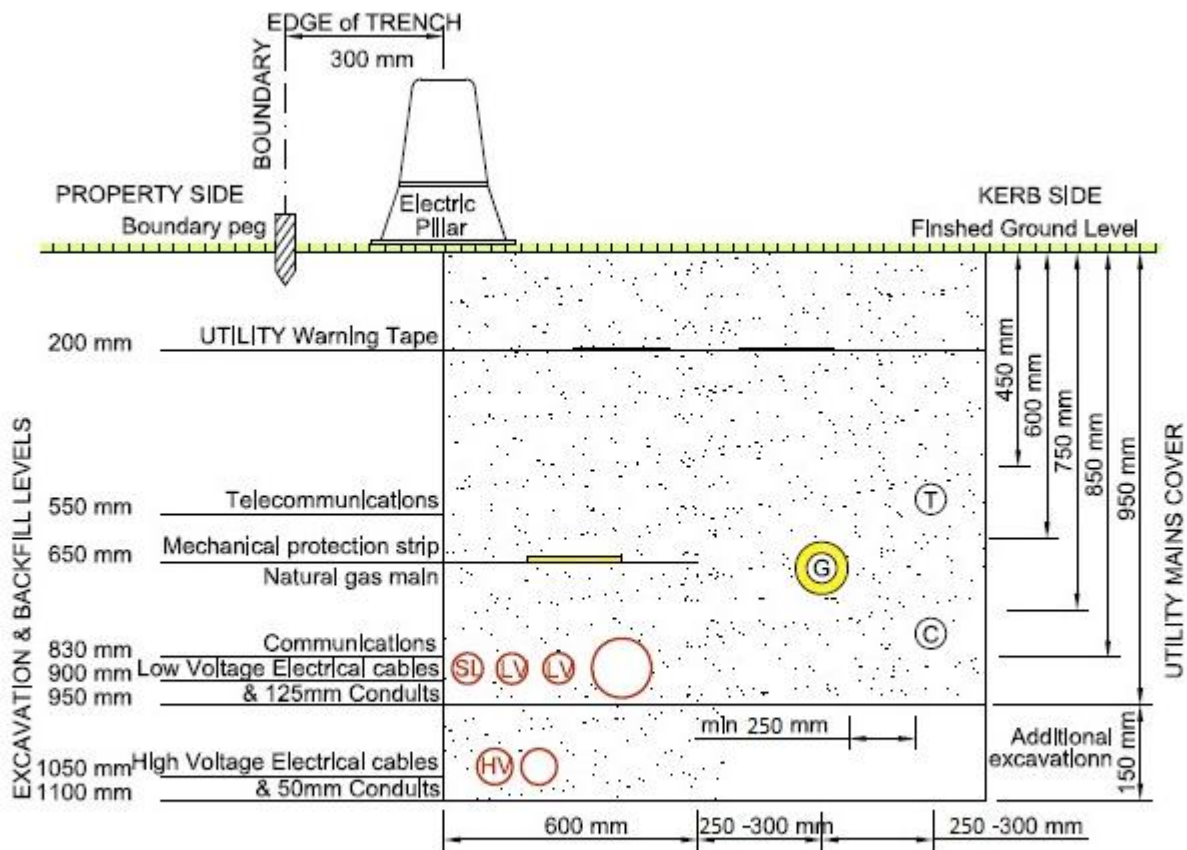 EDGE of TRENCH
300 mm
BOUNDARY
PROPERTY SIDE
Boundary peg
Electric
Pillar
KERB SIDE
Finshed Ground Level
200 mm
UTILITY Warning Tape
450 mm
600 mm
750 mm
850 mm
950 mm
EXCAVATION & BACKFILL LEVELS
UTILITY MAINS COVER
550 mm
Telecommunications
T
650 mm
Mechanical protection strip
Natural gas main
G
830 mm
Communications
C
900 mm
Low Voltage Electrical cables
SL
LV
LV
950 mm
& 125mm Conduits
min 250 mm
Additional
excavationn
150 mm
1050 mm
High Voltage Electrical cables
HV
1100 mm
& 50mm Conduits
600 mm
250 -300 mm
250 -300 mm